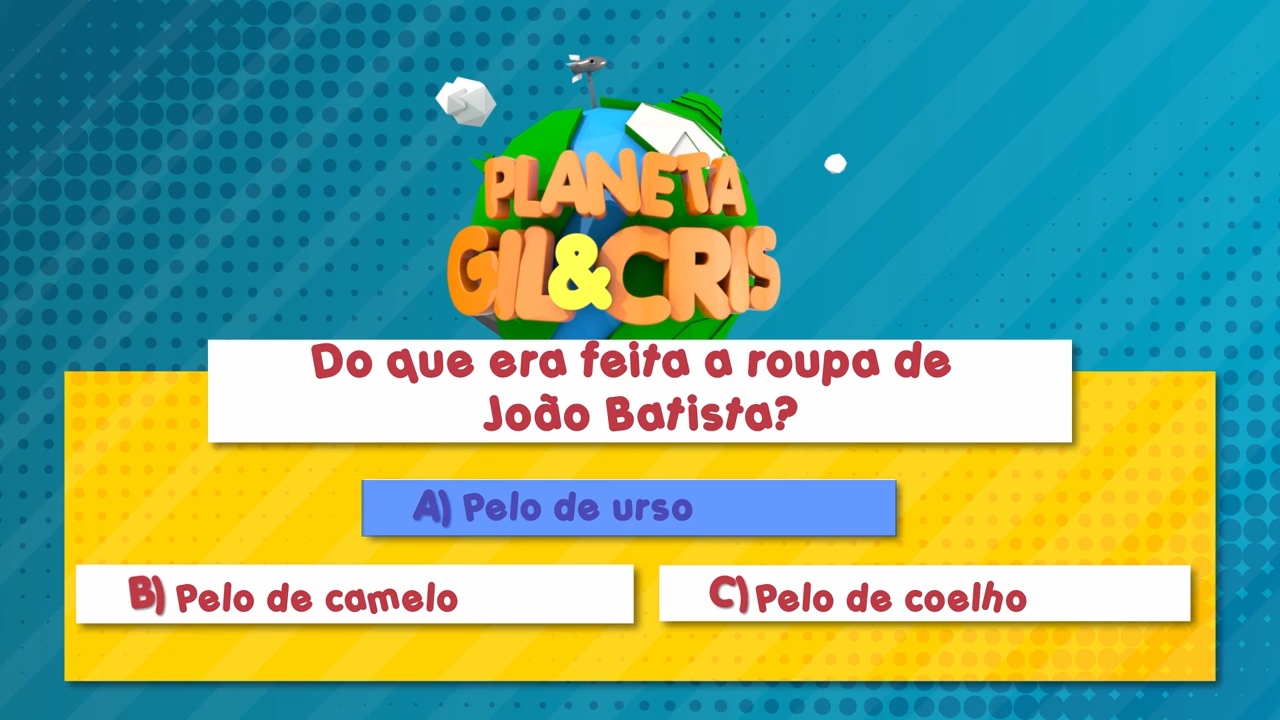 PLANETA
GIL&CRIS
Do que era feita a roupa de
João Batista?
A) Pelo de urso
B) Pelo de camelo
C) Pelo de coelho